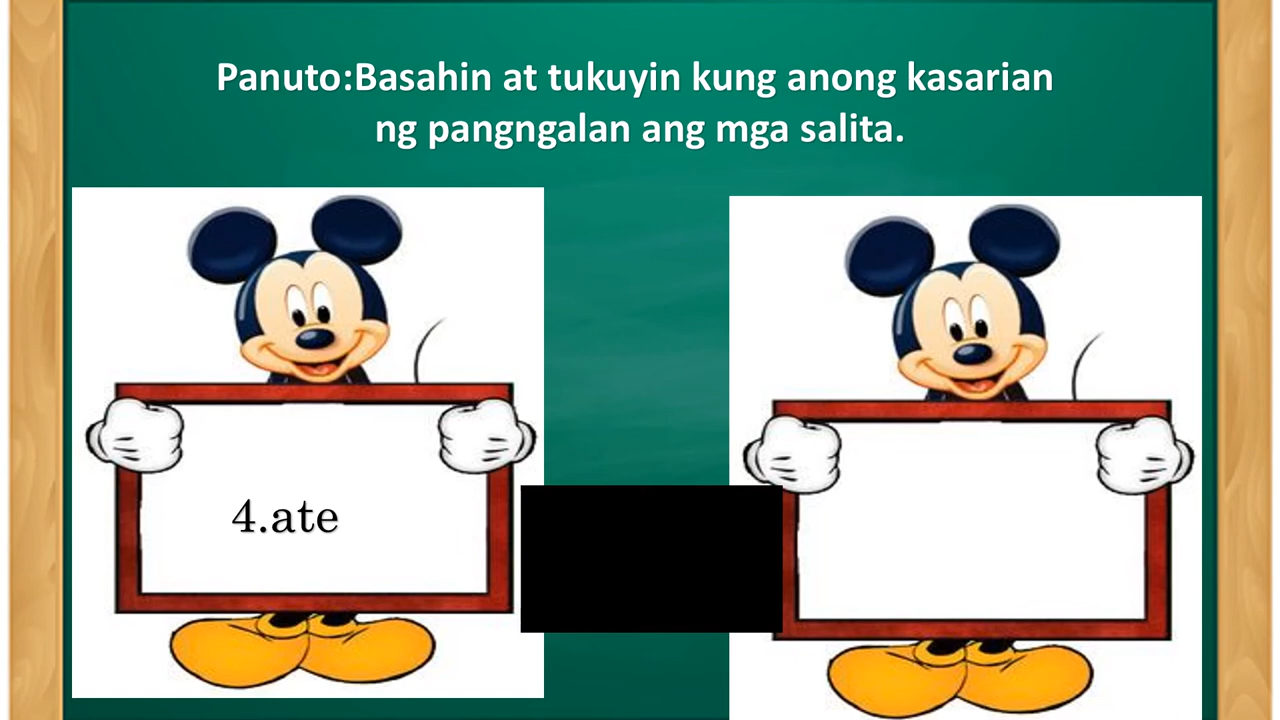 Panuto:Basahin at tukuyin kung anong kasarian
ng pangngalan ang mga salita.
4.ate